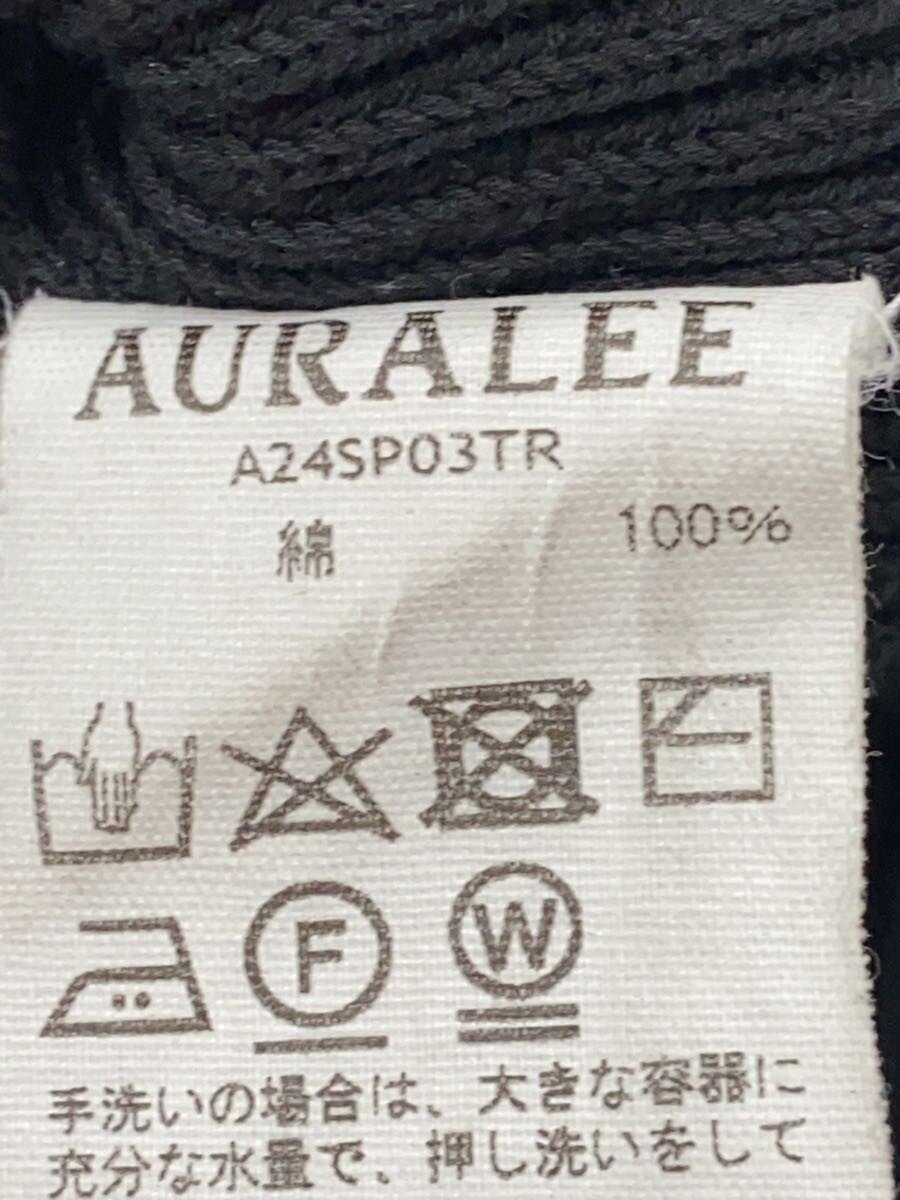 AURALEE
A24SP03TR
綿 100%
F W
手洗いの場合は、大きな容器に
充分な水量で、押し洗いをして